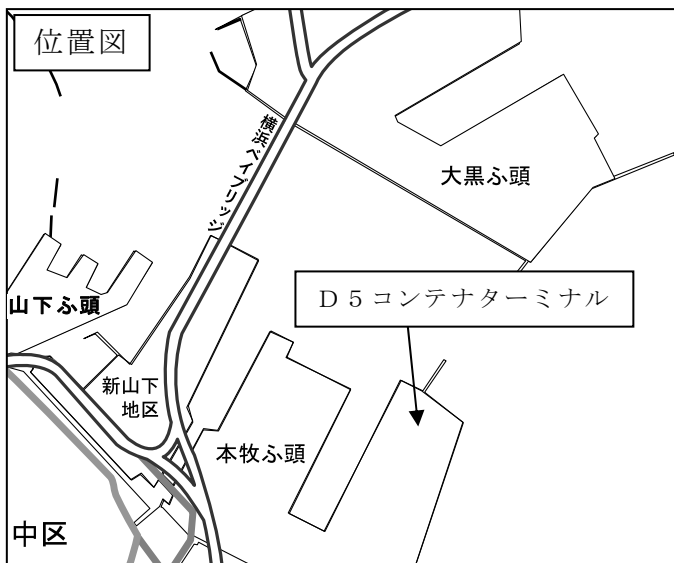 位置図
横浜ベイブリッジ
大黒ふ頭
D5コンテナターミナル
山下ふ頭
新山下
地区
本牧ふ頭
中区